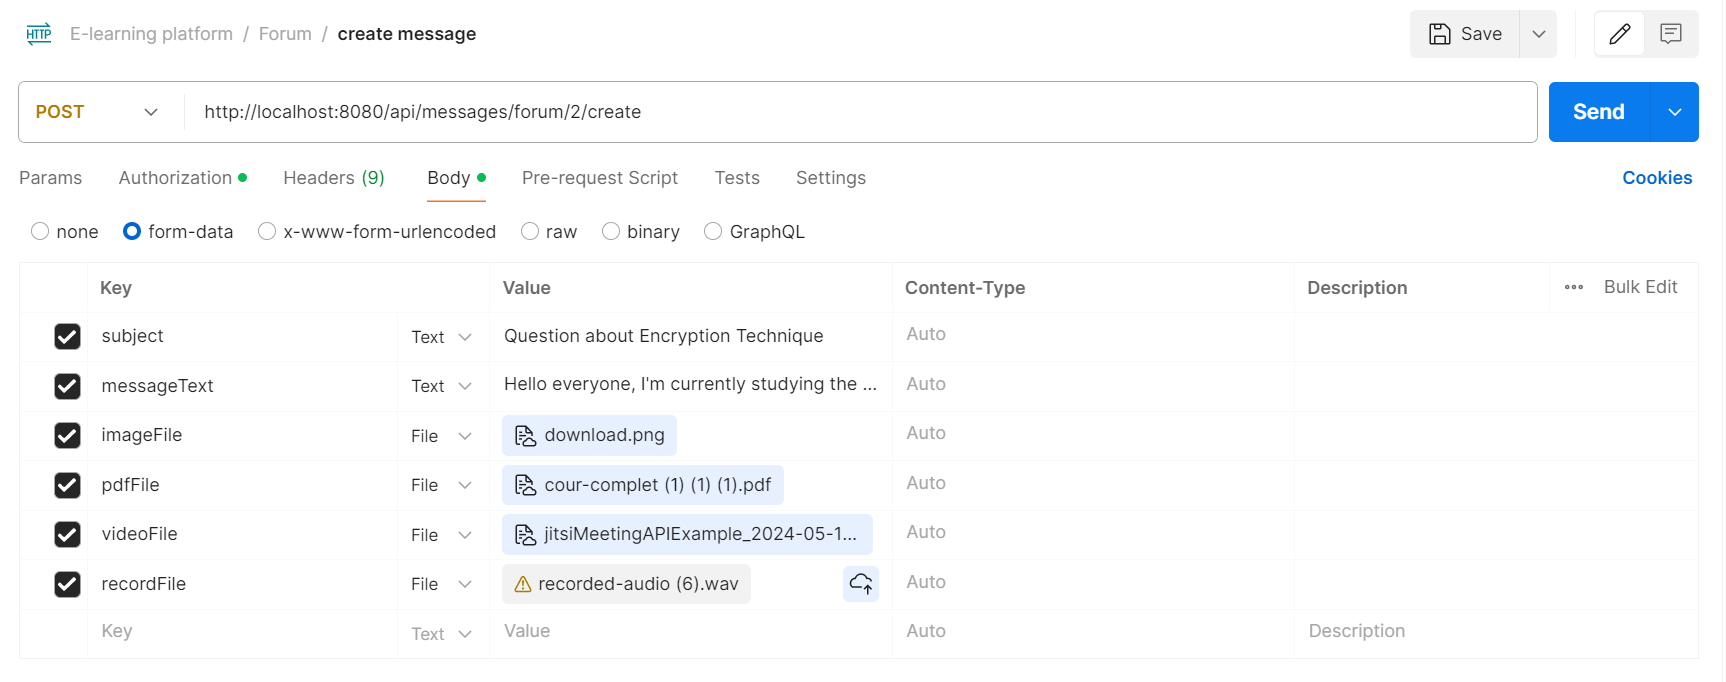 HTTP E-learning platform / Forum / create message Save
POST http://localhost:8080/api/messages/forum/2/create Send
Params Authorization Headers (9) Body Pre-request Script Tests Settings Cookies
none form-data x-www-form-urlencoded raw binary GraphQL
Key Value Content-Type Description ••• Bulk Edit
subject Text Question about Encryption Technique Auto
messageText Text Hello everyone, I'm currently studying the ... Auto
imageFile File download.png Auto
pdfFile File cour-complet (1) (1) (1).pdf Auto
videoFile File jitsiMeetingAPIExample_2024-05-1... Auto
recordFile File recorded-audio (6).wav Auto
Key Text Value Auto Description